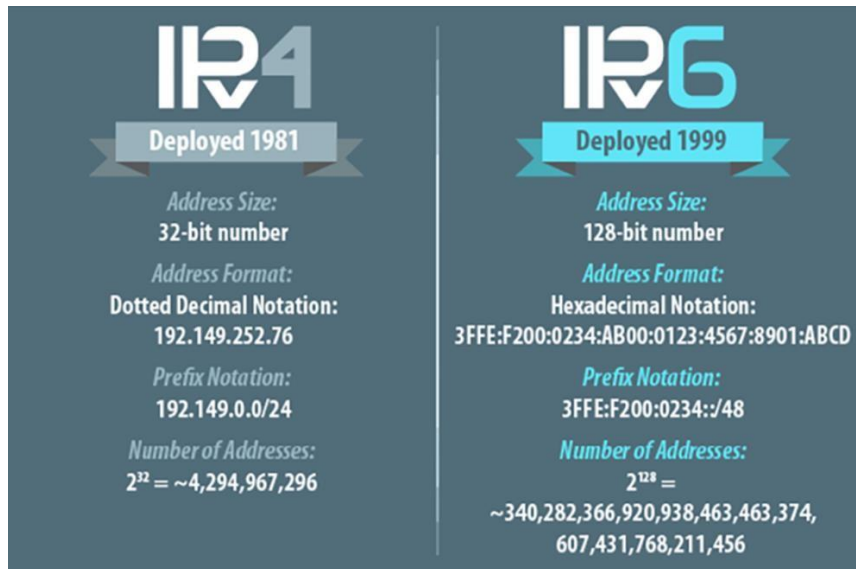 IPv4
Deployed 1981
Address Size:
32-bit number
Address Format:
Dotted Decimal Notation:
192.149.252.76
Prefix Notation:
192.149.0.0/24
Number of Addresses:
2³² = ~4,294,967,296
IPv6
Deployed 1999
Address Size:
128-bit number
Address Format:
Hexadecimal Notation:
3FFE:F200:0234:AB00:0123:4567:8901:ABCD
Prefix Notation:
3FFE:F200:0234::/48
Number of Addresses:
2¹²⁸ =
~340,282,366,920,938,463,463,374,
607,431,768,211,456